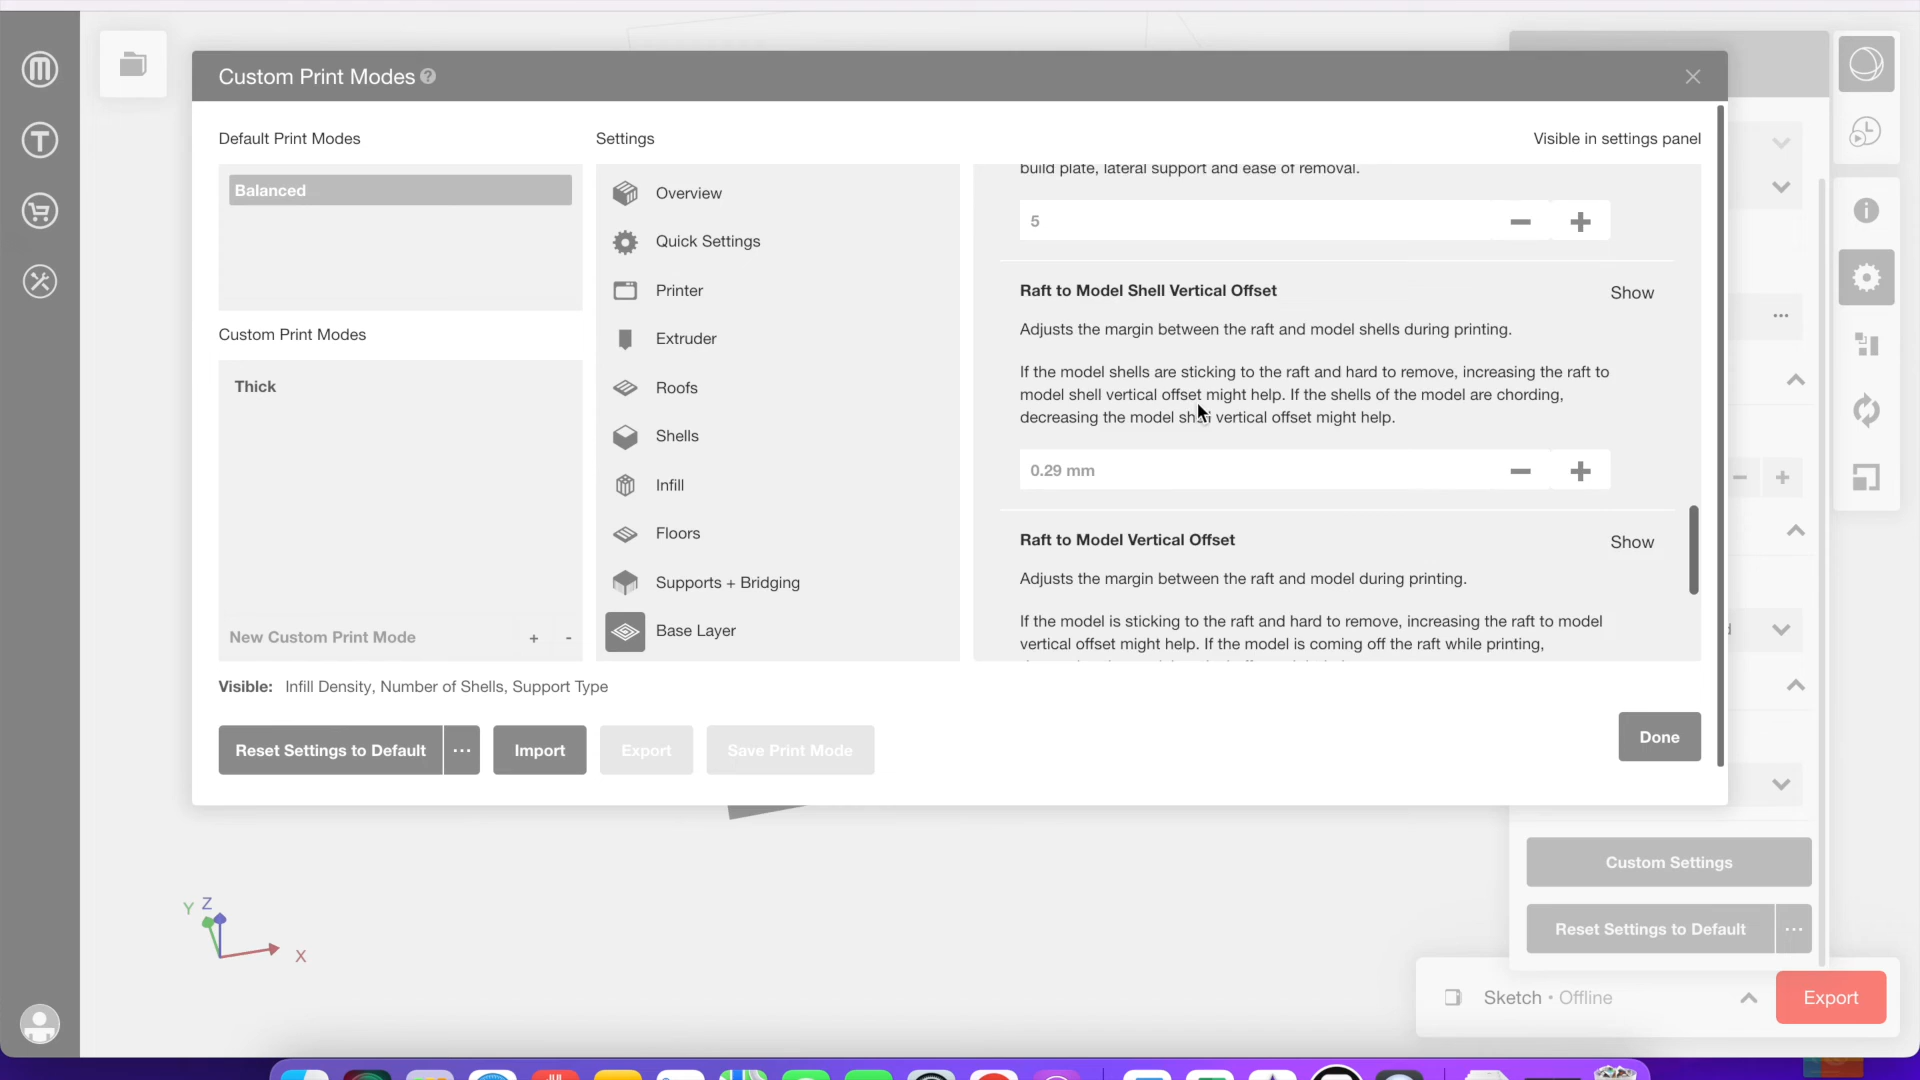 Custom Print Modes ?
Default Print Modes
Balanced
Custom Print Modes
Thick
New Custom Print Mode + -
Settings
Overview
Quick Settings
Printer
Extruder
Roofs
Shells
Infill
Floors
Supports + Bridging
Base Layer
Visible in settings panel
build plate, lateral support and ease of removal.
5
Raft to Model Shell Vertical Offset
Show
Adjusts the margin between the raft and model shells during printing.
If the model shells are sticking to the raft and hard to remove, increasing the raft to
model shell vertical offset might help. If the shells of the model are chording,
decreasing the model shell vertical offset might help.
0.29 mm
Raft to Model Vertical Offset
Show
Adjusts the margin between the raft and model during printing.
If the model is sticking to the raft and hard to remove, increasing the raft to model
vertical offset might help. If the model is coming off the raft while printing,
Visible: Infill Density, Number of Shells, Support Type
Reset Settings to Default ...
Import
Export
Save Print Mode
Done
Custom Settings
Reset Settings to Default ...
Sketch • Offline
Export
Y Z
X